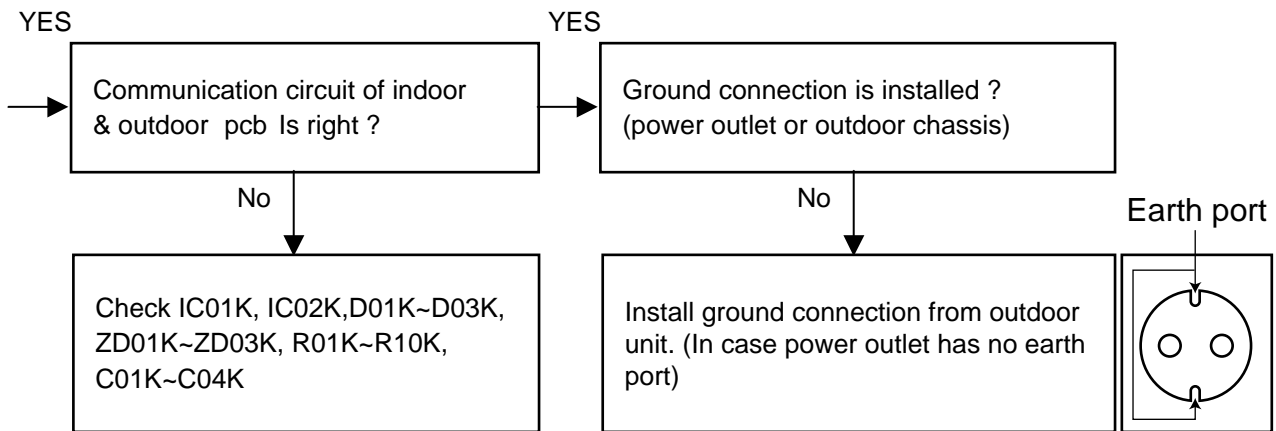 YES
YES
Communication circuit of indoor
& outdoor pcb Is right ?
Ground connection is installed ?
(power outlet or outdoor chassis)
No
No
Earth port
Check IC01K, IC02K,D01K~D03K,
ZD01K~ZD03K, R01K~R10K,
C01K~C04K
Install ground connection from outdoor
unit. (In case power outlet has no earth
port)